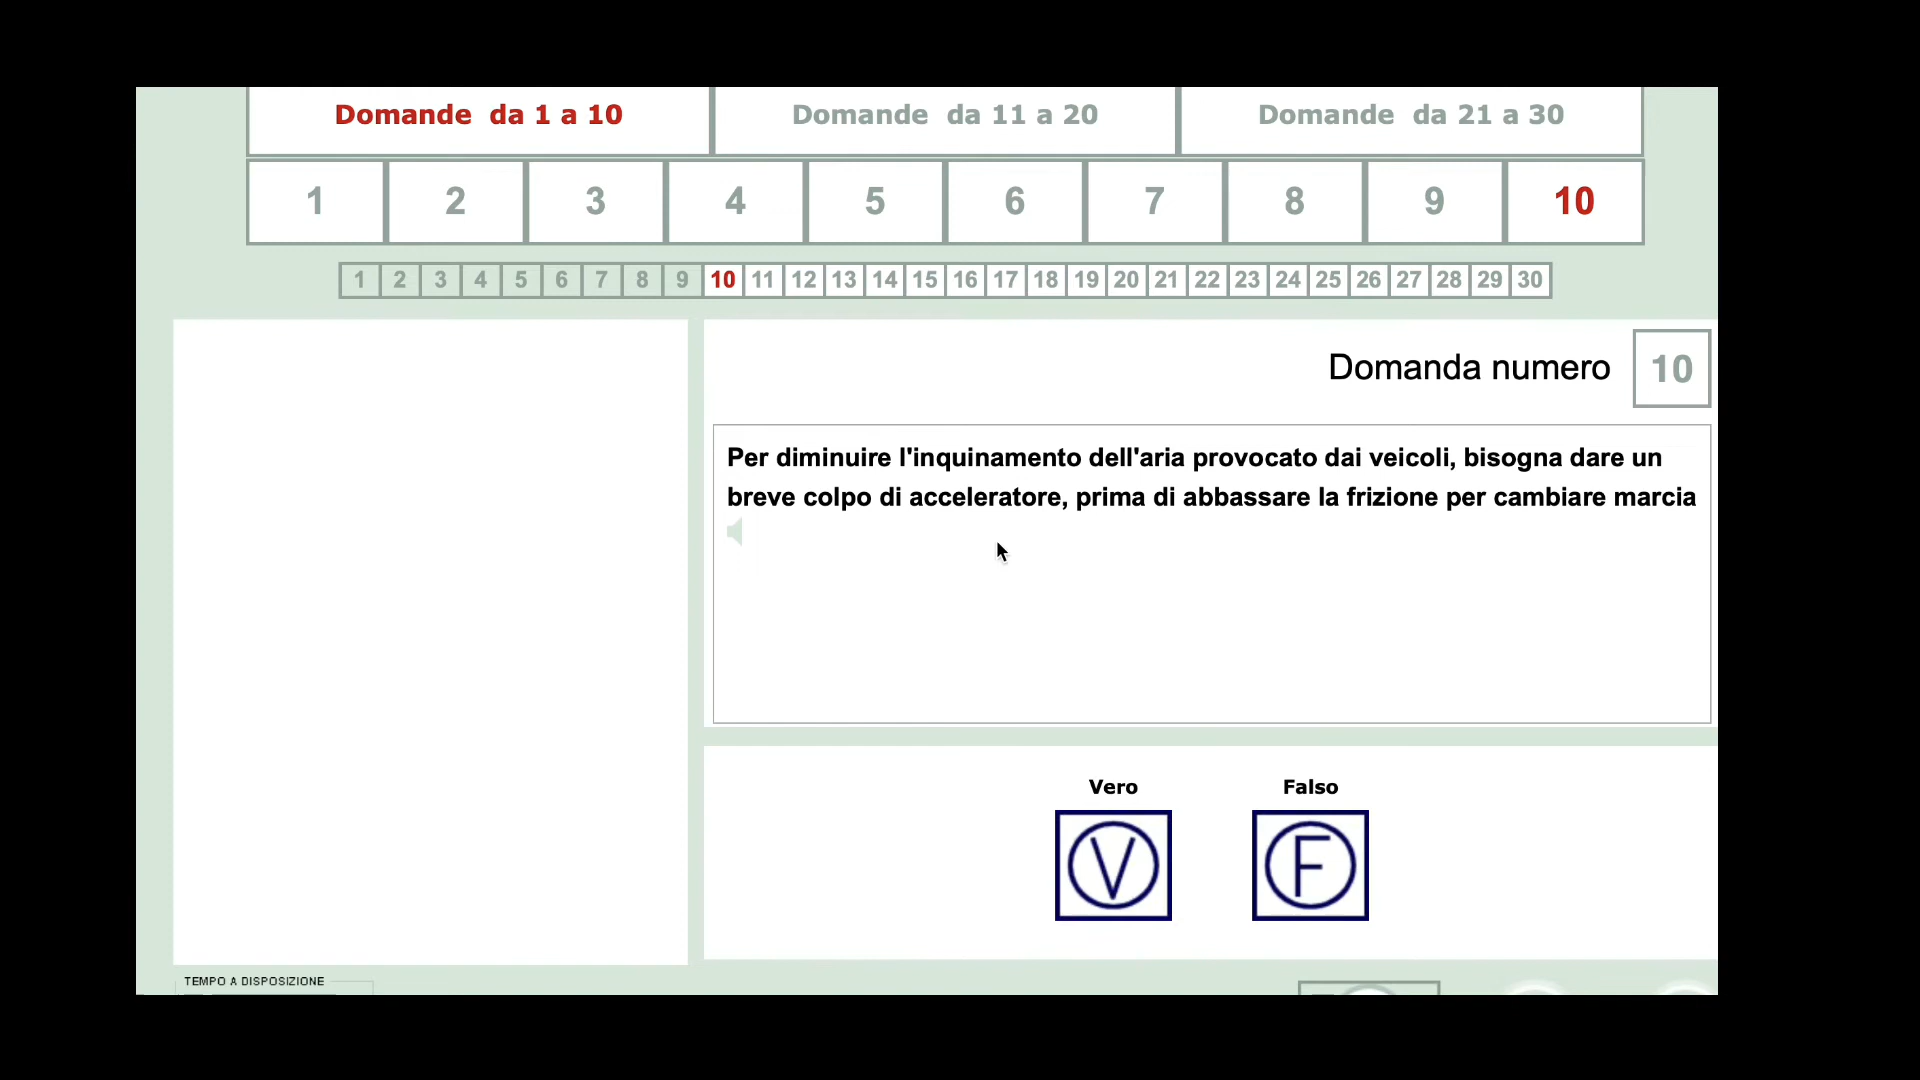 Domande da 1 a 10
Domande da 11 a 20
Domande da 21 a 30
1 2 3 4 5 6 7 8 9 10
1 2 3 4 5 6 7 8 9 10 11 12 13 14 15 16 17 18 19 20 21 22 23 24 25 26 27 28 29 30
Domanda numero 10
Per diminuire l'inquinamento dell'aria provocato dai veicoli, bisogna dare un
breve colpo di acceleratore, prima di abbassare la frizione per cambiare marcia
Vero Falso
V F
TEMPO A DISPOSIZIONE